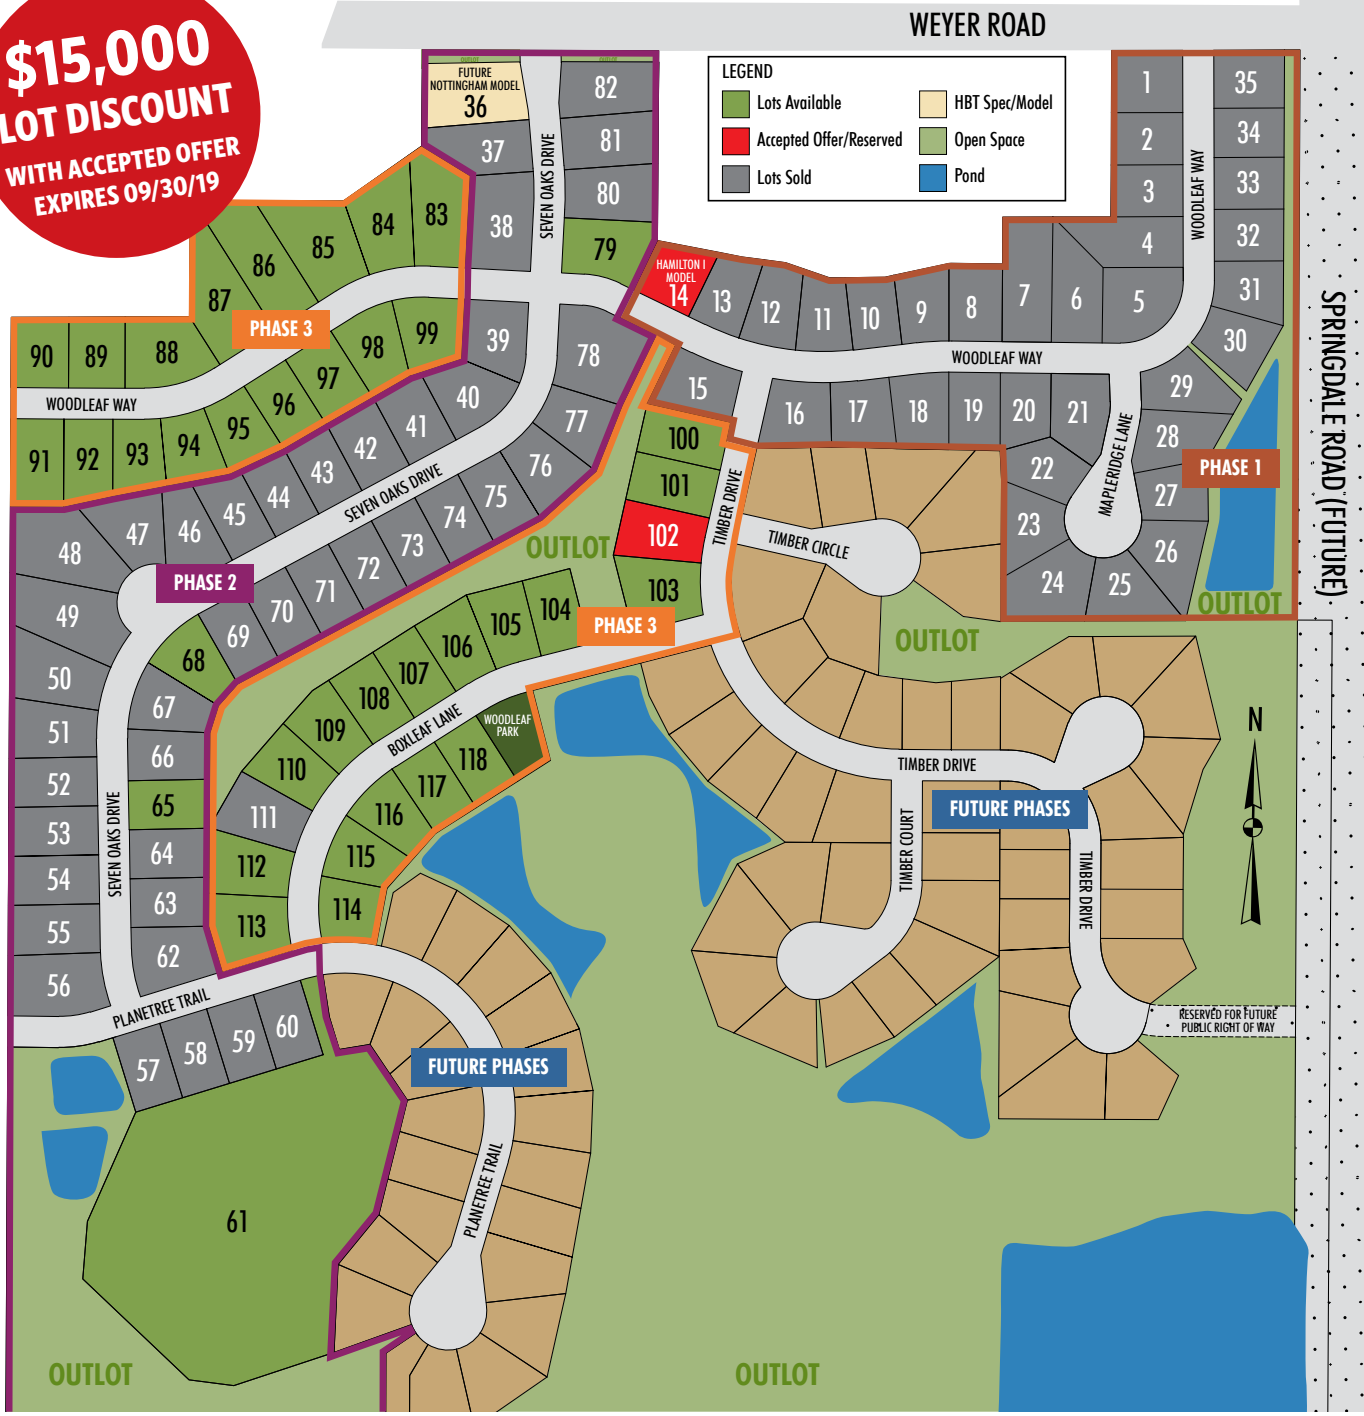 $15,000
LOT DISCOUNT
WITH ACCEPTED OFFER
EXPIRES 09/30/19
WEYER ROAD
LEGEND
Lots Available
Accepted Offer/Reserved
Lots Sold
HBT Spec/Model
Open Space
Pond
OUTLOT
OUTLOT
FUTURE
NOTTINGHAM MODEL
36
37
38
SEVEN OAKS DRIVE
82
81
80
79
1
2
3
4
5
6
7
8
9
10
11
12
13
HAMILTON I
MODEL
14
WOODLEAF WAY
35
34
33
32
31
30
SPRINGDALE ROAD (FUTURE)
83
84
85
86
87
88
89
90
PHASE 3
WOODLEAF WAY
91
92
93
94
95
96
97
98
99
39
40
41
42
43
44
45
46
47
48
49
50
51
52
53
54
55
56
SEVEN OAKS DRIVE
78
77
76
75
74
73
72
71
70
69
68
67
66
65
64
63
62
PHASE 2
SEVEN OAKS DRIVE
WOODLEAF WAY
15
16
17
18
19
20
21
22
23
24
25
26
27
28
29
MAPLERIDGE LANE
PHASE 1
OUTLOT
100
101
102
103
TIMBER DRIVE
TIMBER CIRCLE
OUTLOT
OUTLOT
PHASE 3
104
105
106
107
108
109
110
111
112
113
BOXLEAF LANE
WOODLEAF
PARK
118
117
116
115
114
TIMBER DRIVE
FUTURE PHASES
TIMBER COURT
TIMBER DRIVE
N
RESERVED FOR FUTURE
PUBLIC RIGHT OF WAY
PLANETREE TRAIL
57
58
59
60
61
FUTURE PHASES
PLANETREE TRAIL
OUTLOT
OUTLOT